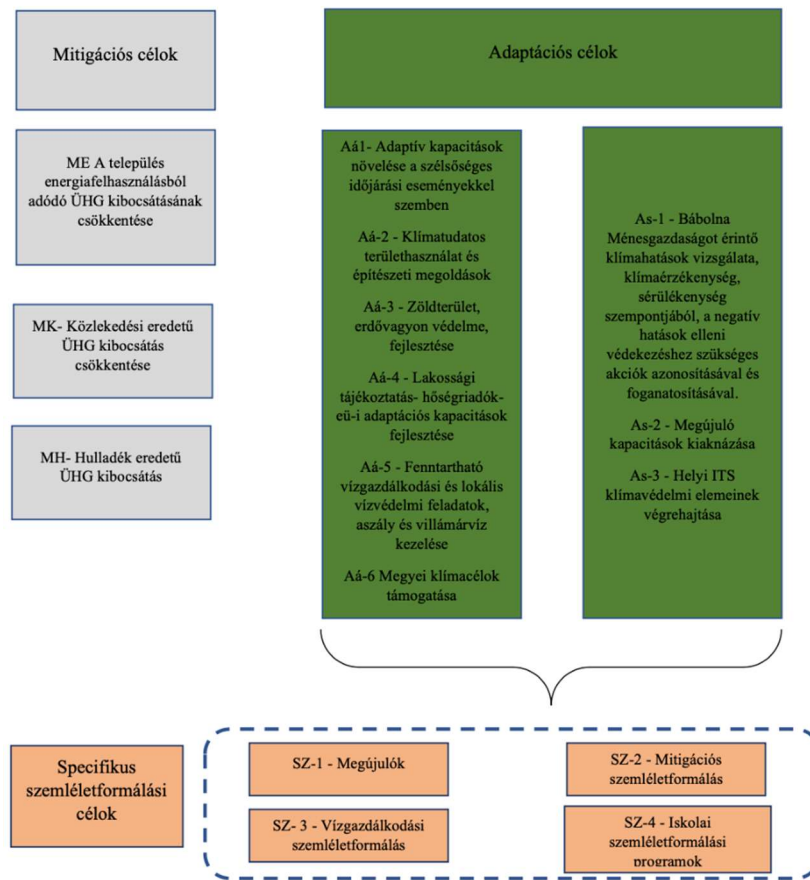 Mitigációs célok
Adaptációs célok
ME A település
energiafelhasználásból
adódó ÜHG kibocsátásának
csökkentése
MK- Közlekedési eredetű
ÜHG kibocsátás
csökkentése
MH- Hulladék eredetű
ÜHG kibocsátás
Aá1- Adaptív kapacitások
növelése a szélsőséges
időjárási eseményekkel
szemben
Aá-2 - Klímatudatos
területhasználat és
építészeti megoldások
Aá-3 - Zöldterület,
erdővagyon védelme,
fejlesztése
Aá-4 - Lakossági
tájékoztatás- hőségriadók-
eü-i adaptációs kapacitások
fejlesztése
Aá-5 - Fenntartható
vízgazdálkodási és lokális
vízvédelmi feladatok,
aszály és villámárvíz
kezelése
Aá-6 Megyei klímacélok
támogatása
As-1 - Bábolna
Ménesgazdaságot érintő
klímahatások vizsgálata,
klímaérzékenység,
sérülékenység
szempontjából, a negatív
hatások elleni
védekezéshez szükséges
akciók azonosításával és
foganatosításával.
As-2 - Megújuló
kapacitások kiaknázása
As-3 - Helyi ITS
klímavédelmi elemeinek
végrehajtása
Specifikus
szemléletformálási
célok
SZ-1 - Megújulók
SZ-2 - Mitigációs
szemléletformálás
SZ- 3 - Vízgazdálkodási
szemléletformálás
SZ-4 - Iskolai
szemléletformálási
programok